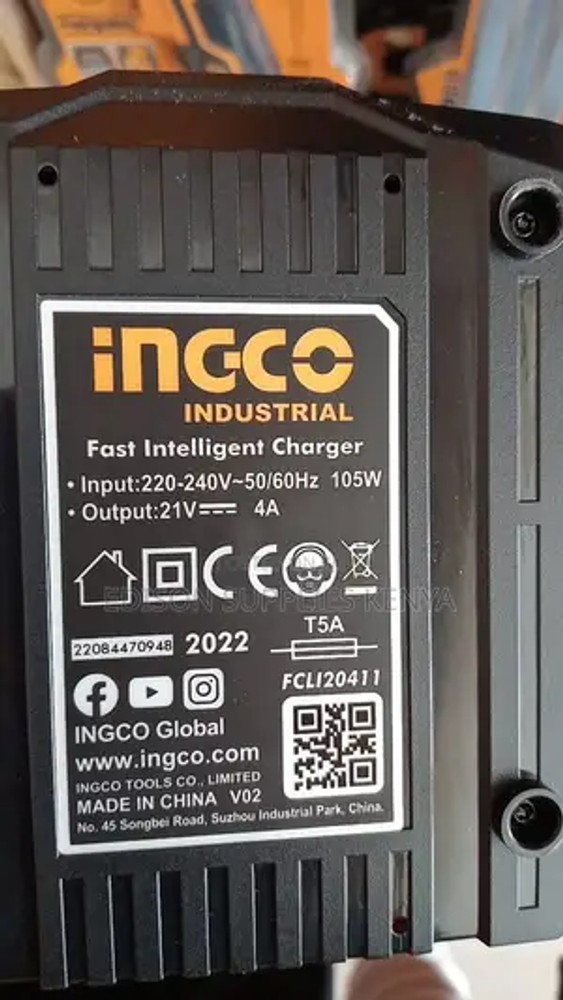 INGCO
INDUSTRIAL
Fast Intelligent Charger
• Input:220-240V~50/60Hz 105W
• Output:21V⎓ 4A
CE
EDISON SUPPLIES KENYA
22084470948 2022 T5A
FCLI20411
INGCO Global
www.ingco.com
INGCO TOOLS CO., LIMITED
MADE IN CHINA V02
No. 45 Songbei Road, Suzhou Industrial Park, China.